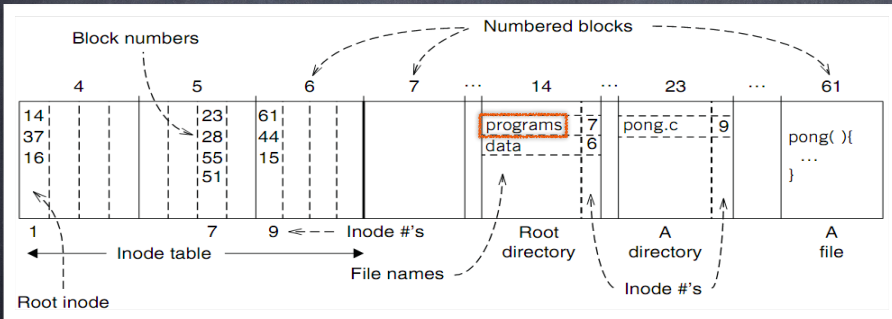 Block numbers
Numbered blocks
4 5 6 7 ... 14 ... 23 ... 61
14 23 61 programs 7 pong.c 9
37 28 44 data 6 pong( ){
16 55 15 ...
51 }
1 7 9 Inode #'s Root directory A directory A file
Inode table
File names
Inode #'s
Root inode